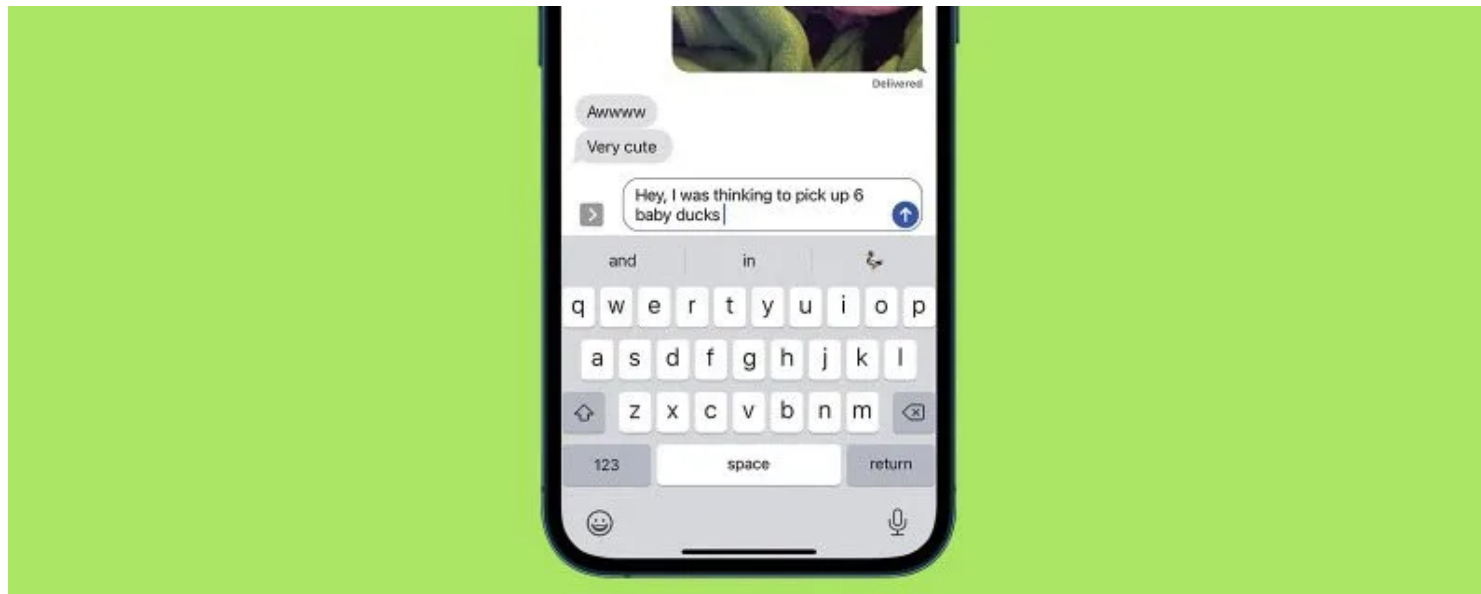 Delivered
Awwww
Very cute
Hey, I was thinking to pick up 6
baby ducks
and in 🦆
q w e r t y u i o p
a s d f g h j k l
z x c v b n m
123 space return